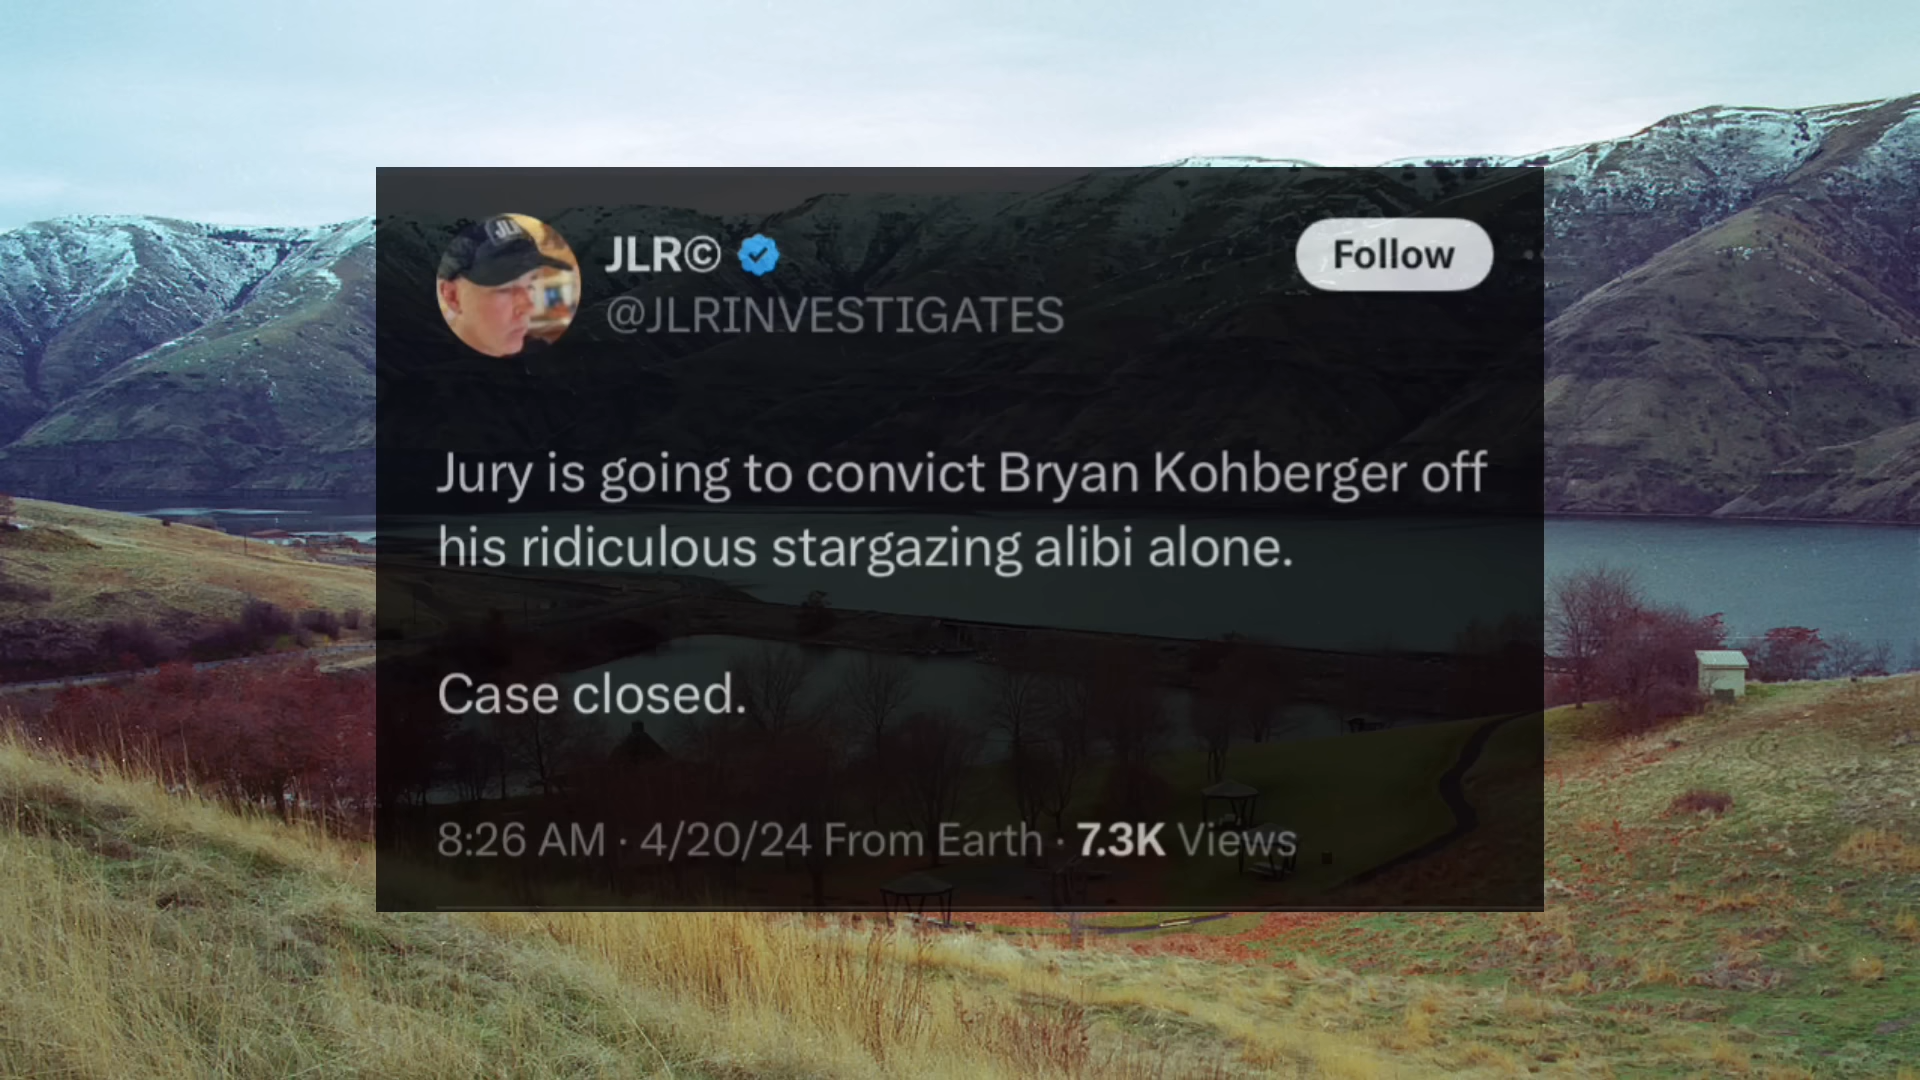 JLR©
@JLRINVESTIGATES
Follow
Jury is going to convict Bryan Kohberger off
his ridiculous stargazing alibi alone.
Case closed.
8:26 AM · 4/20/24 From Earth · 7.3K Views